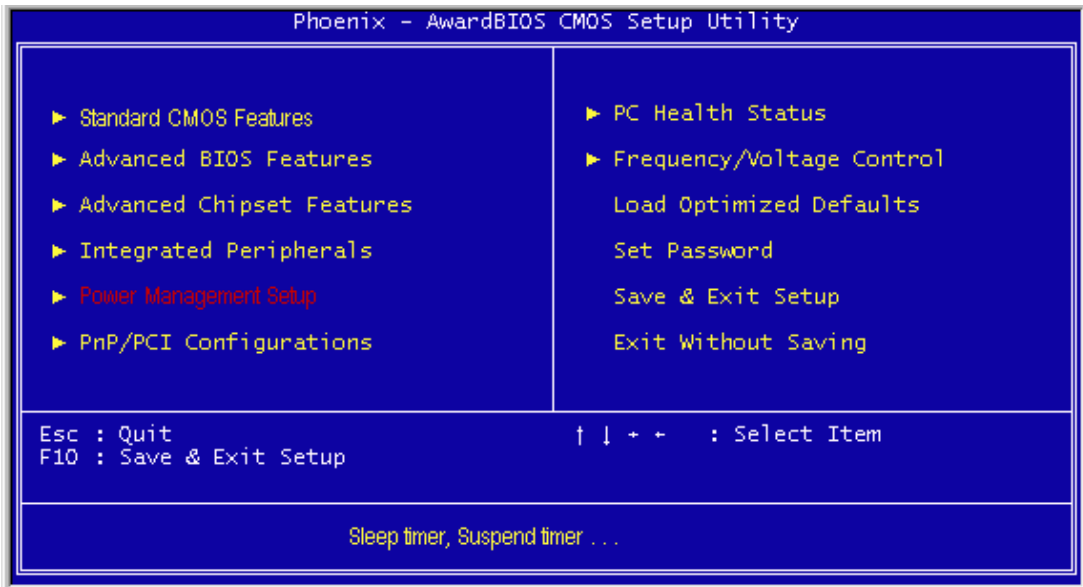 Phoenix - AwardBIOS CMOS Setup Utility
► Standard CMOS Features
► Advanced BIOS Features
► Advanced Chipset Features
► Integrated Peripherals
► Power Management Setup
► PnP/PCI Configurations
► PC Health Status
► Frequency/Voltage Control
Load Optimized Defaults
Set Password
Save & Exit Setup
Exit Without Saving
Esc : Quit
F10 : Save & Exit Setup
↑ ↓ → ← : Select Item
Sleep timer, Suspend timer . . .